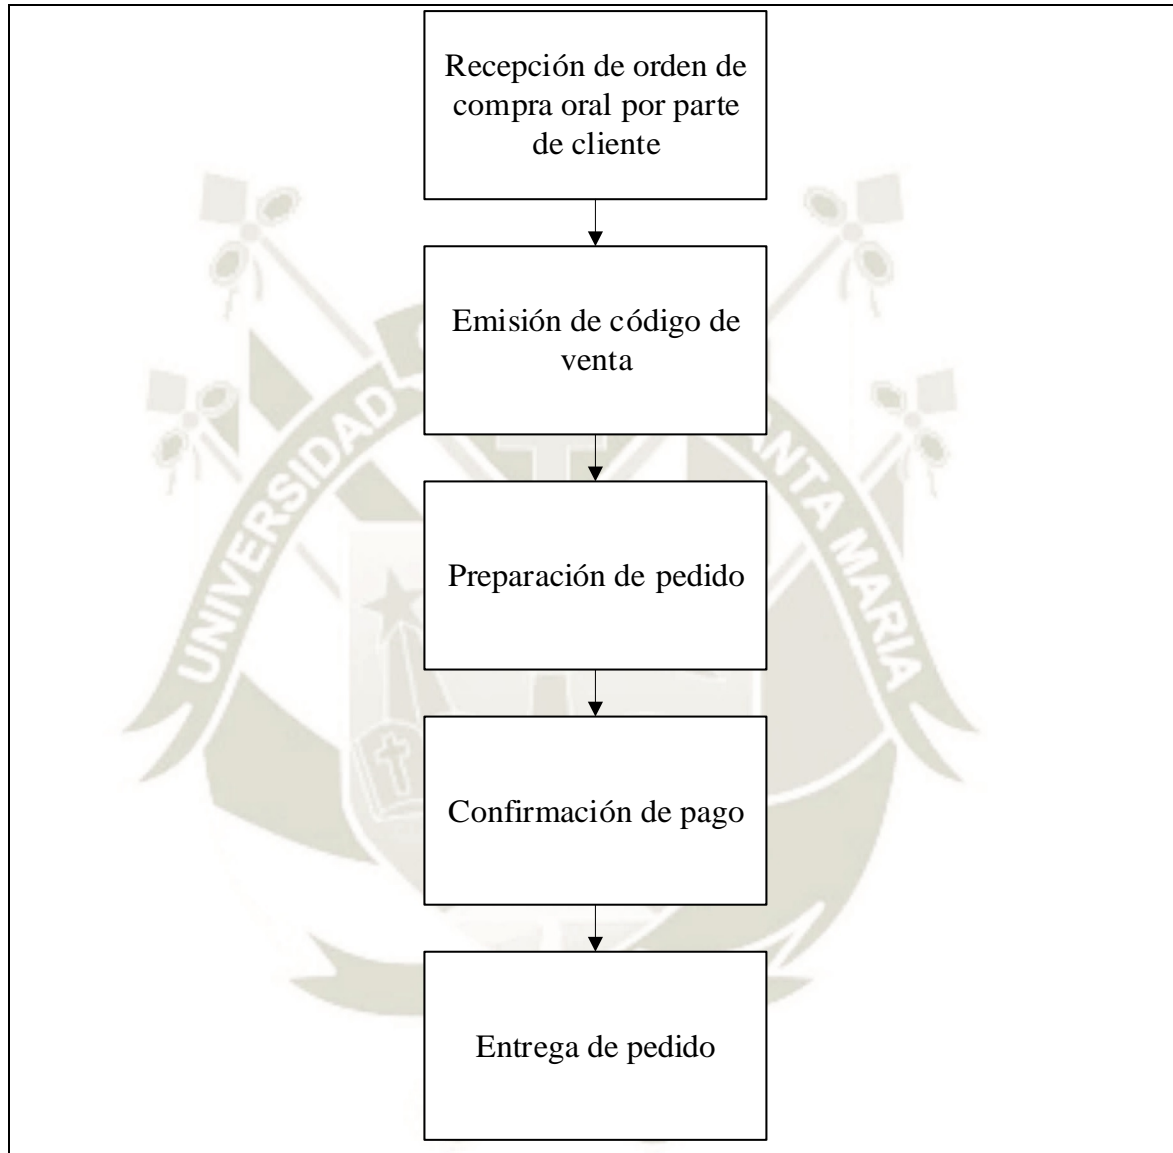 Recepción de orden de
compra oral por parte
de cliente
Emisión de código de
venta
UNIVERSIDAD
ANTA MARIA
Preparación de pedido
Confirmación de pago
Entrega de pedido